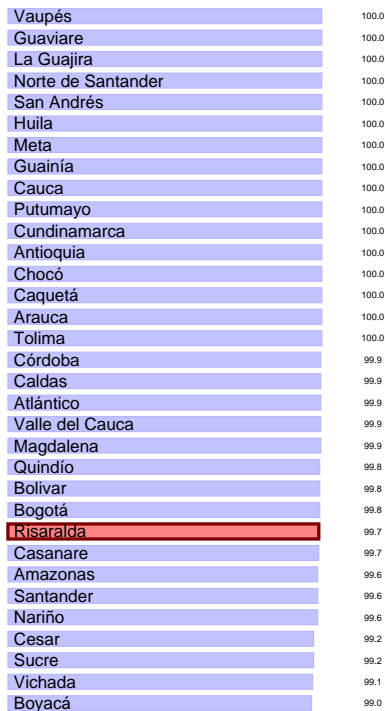 Vaupés 100.0
Guaviare 100.0
La Guajira 100.0
Norte de Santander 100.0
San Andrés 100.0
Huila 100.0
Meta 100.0
Guainía 100.0
Cauca 100.0
Putumayo 100.0
Cundinamarca 100.0
Antioquia 100.0
Chocó 100.0
Caquetá 100.0
Arauca 100.0
Tolima 100.0
Córdoba 99.9
Caldas 99.9
Atlántico 99.9
Valle del Cauca 99.9
Magdalena 99.9
Quindío 99.8
Bolivar 99.8
Bogotá 99.8
Risaralda 99.7
Casanare 99.7
Amazonas 99.6
Santander 99.6
Nariño 99.6
Cesar 99.2
Sucre 99.2
Vichada 99.1
Boyacá 99.0